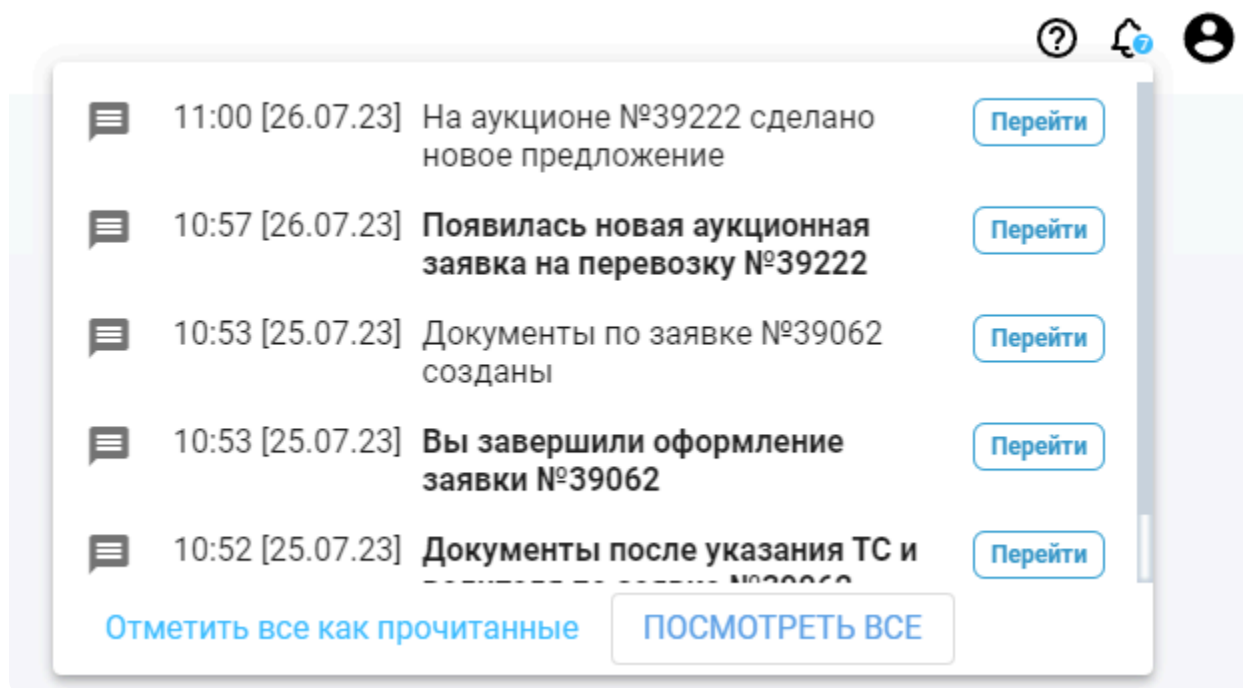 7
11:00 [26.07.23] На аукционе №39222 сделано Перейти
новое предложение
10:57 [26.07.23] Появилась новая аукционная Перейти
заявка на перевозку №39222
10:53 [25.07.23] Документы по заявке №39062 Перейти
созданы
10:53 [25.07.23] Вы завершили оформление Перейти
заявки №39062
10:52 [25.07.23] Документы после указания ТС и Перейти
Отметить все как прочитанные ПОСМОТРЕТЬ ВСЕ